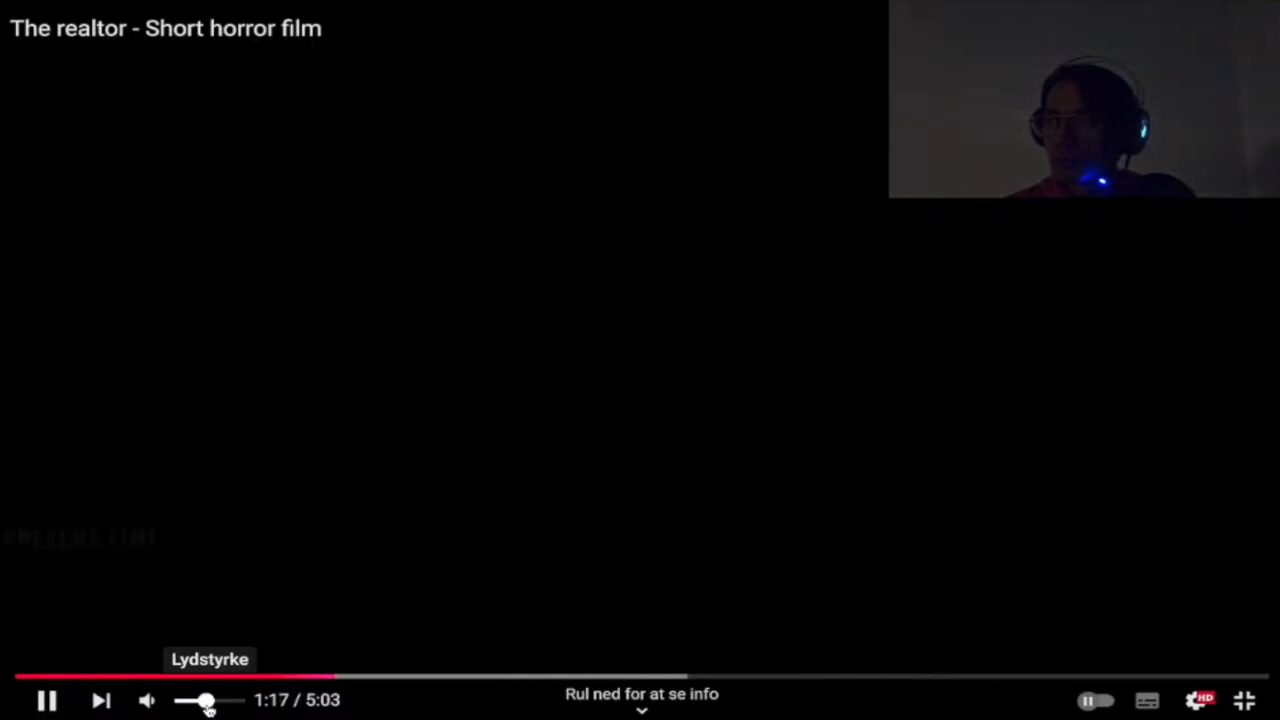 The realtor - Short horror film
Lydstyrke
1:17 / 5:03
Rul ned for at se info
HD